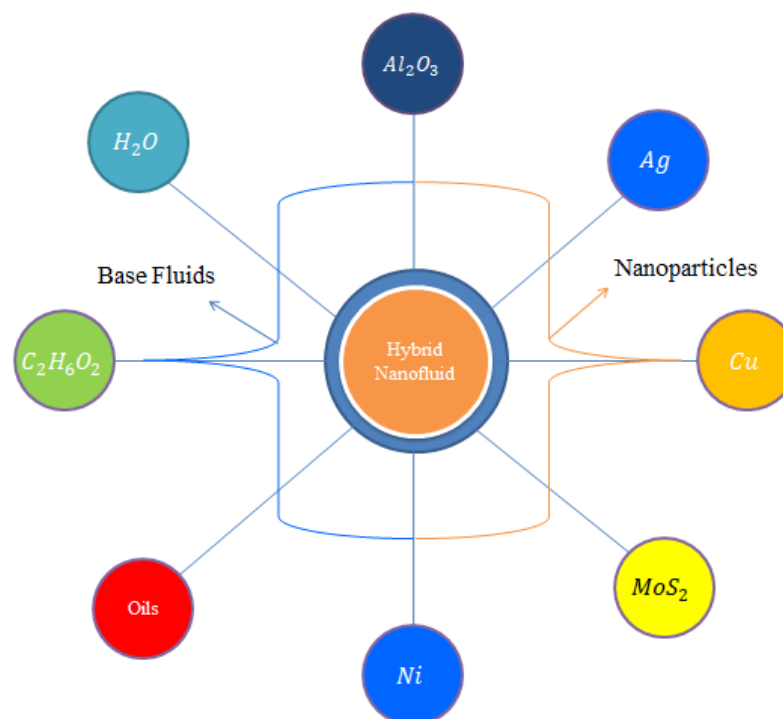 Al₂O₃
H₂O
Ag
Base Fluids
Nanoparticles
C₂H₆O₂
Hybrid
Nanofluid
Cu
Oils
MoS₂
Ni